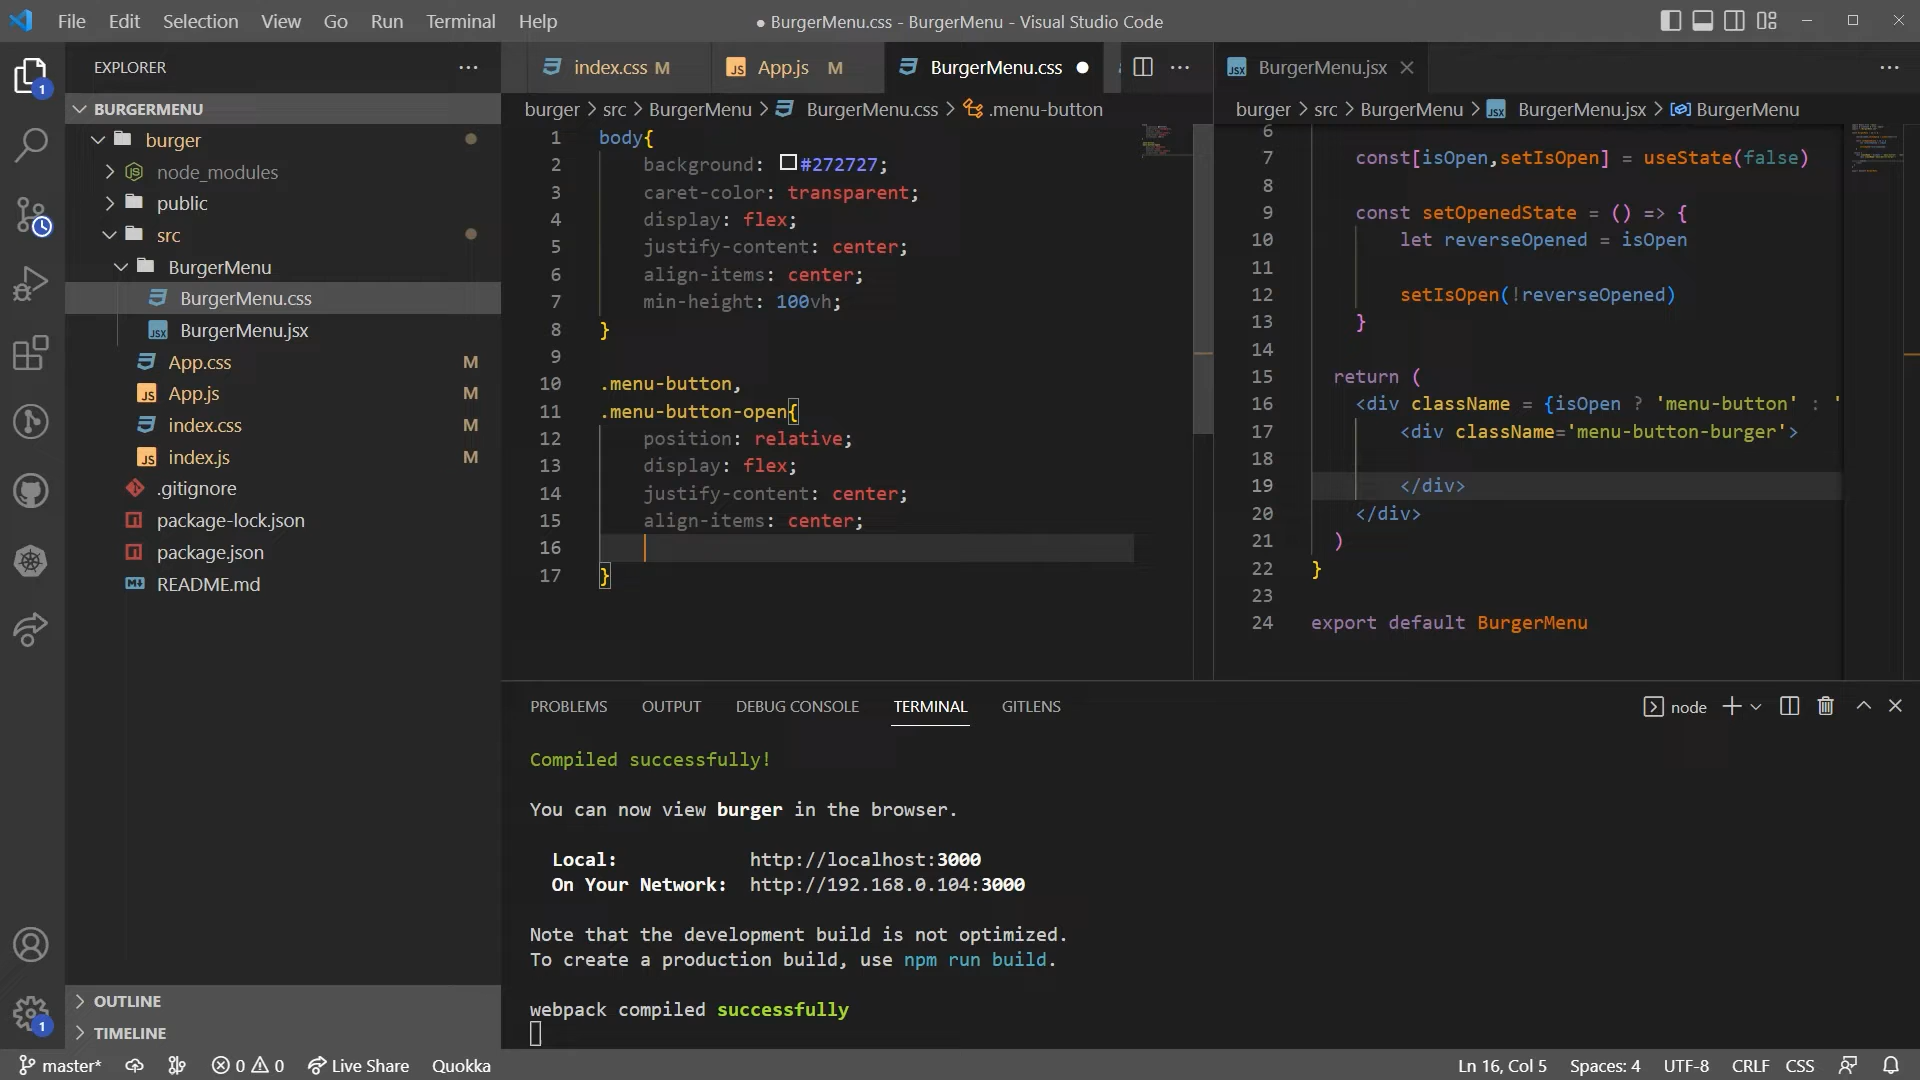 File Edit Selection View Go Run Terminal Help
● BurgerMenu.css - BurgerMenu - Visual Studio Code
EXPLORER
BURGERMENU
burger
node_modules
public
src
BurgerMenu
BurgerMenu.css
BurgerMenu.jsx
App.css M
App.js M
index.css M
index.js M
.gitignore
package-lock.json
package.json
README.md
OUTLINE
TIMELINE
index.css M
App.js M
BurgerMenu.css
burger > src > BurgerMenu > BurgerMenu.css > .menu-button
1 body{
2 background: #272727;
3 caret-color: transparent;
4 display: flex;
5 justify-content: center;
6 align-items: center;
7 min-height: 100vh;
8 }
9
10 .menu-button,
11 .menu-button-open{
12 position: relative;
13 display: flex;
14 justify-content: center;
15 align-items: center;
16
17 }
BurgerMenu.jsx
burger > src > BurgerMenu > BurgerMenu.jsx > BurgerMenu
6
7 const[isOpen,setIsOpen] = useState(false)
8
9 const setOpenedState = () => {
10 let reverseOpened = isOpen
11
12 setIsOpen(!reverseOpened)
13 }
14
15 return (
16 <div className = {isOpen ? 'menu-button' : '
17 <div className='menu-button-burger'>
18
19 </div>
20 </div>
21 )
22 }
23
24 export default BurgerMenu
PROBLEMS OUTPUT DEBUG CONSOLE TERMINAL GITLENS
node
Compiled successfully!
You can now view burger in the browser.
Local: http://localhost:3000
On Your Network: http://192.168.0.104:3000
Note that the development build is not optimized.
To create a production build, use npm run build.
webpack compiled successfully
1
1
master* 0 0 Live Share Quokka
Ln 16, Col 5 Spaces: 4 UTF-8 CRLF CSS